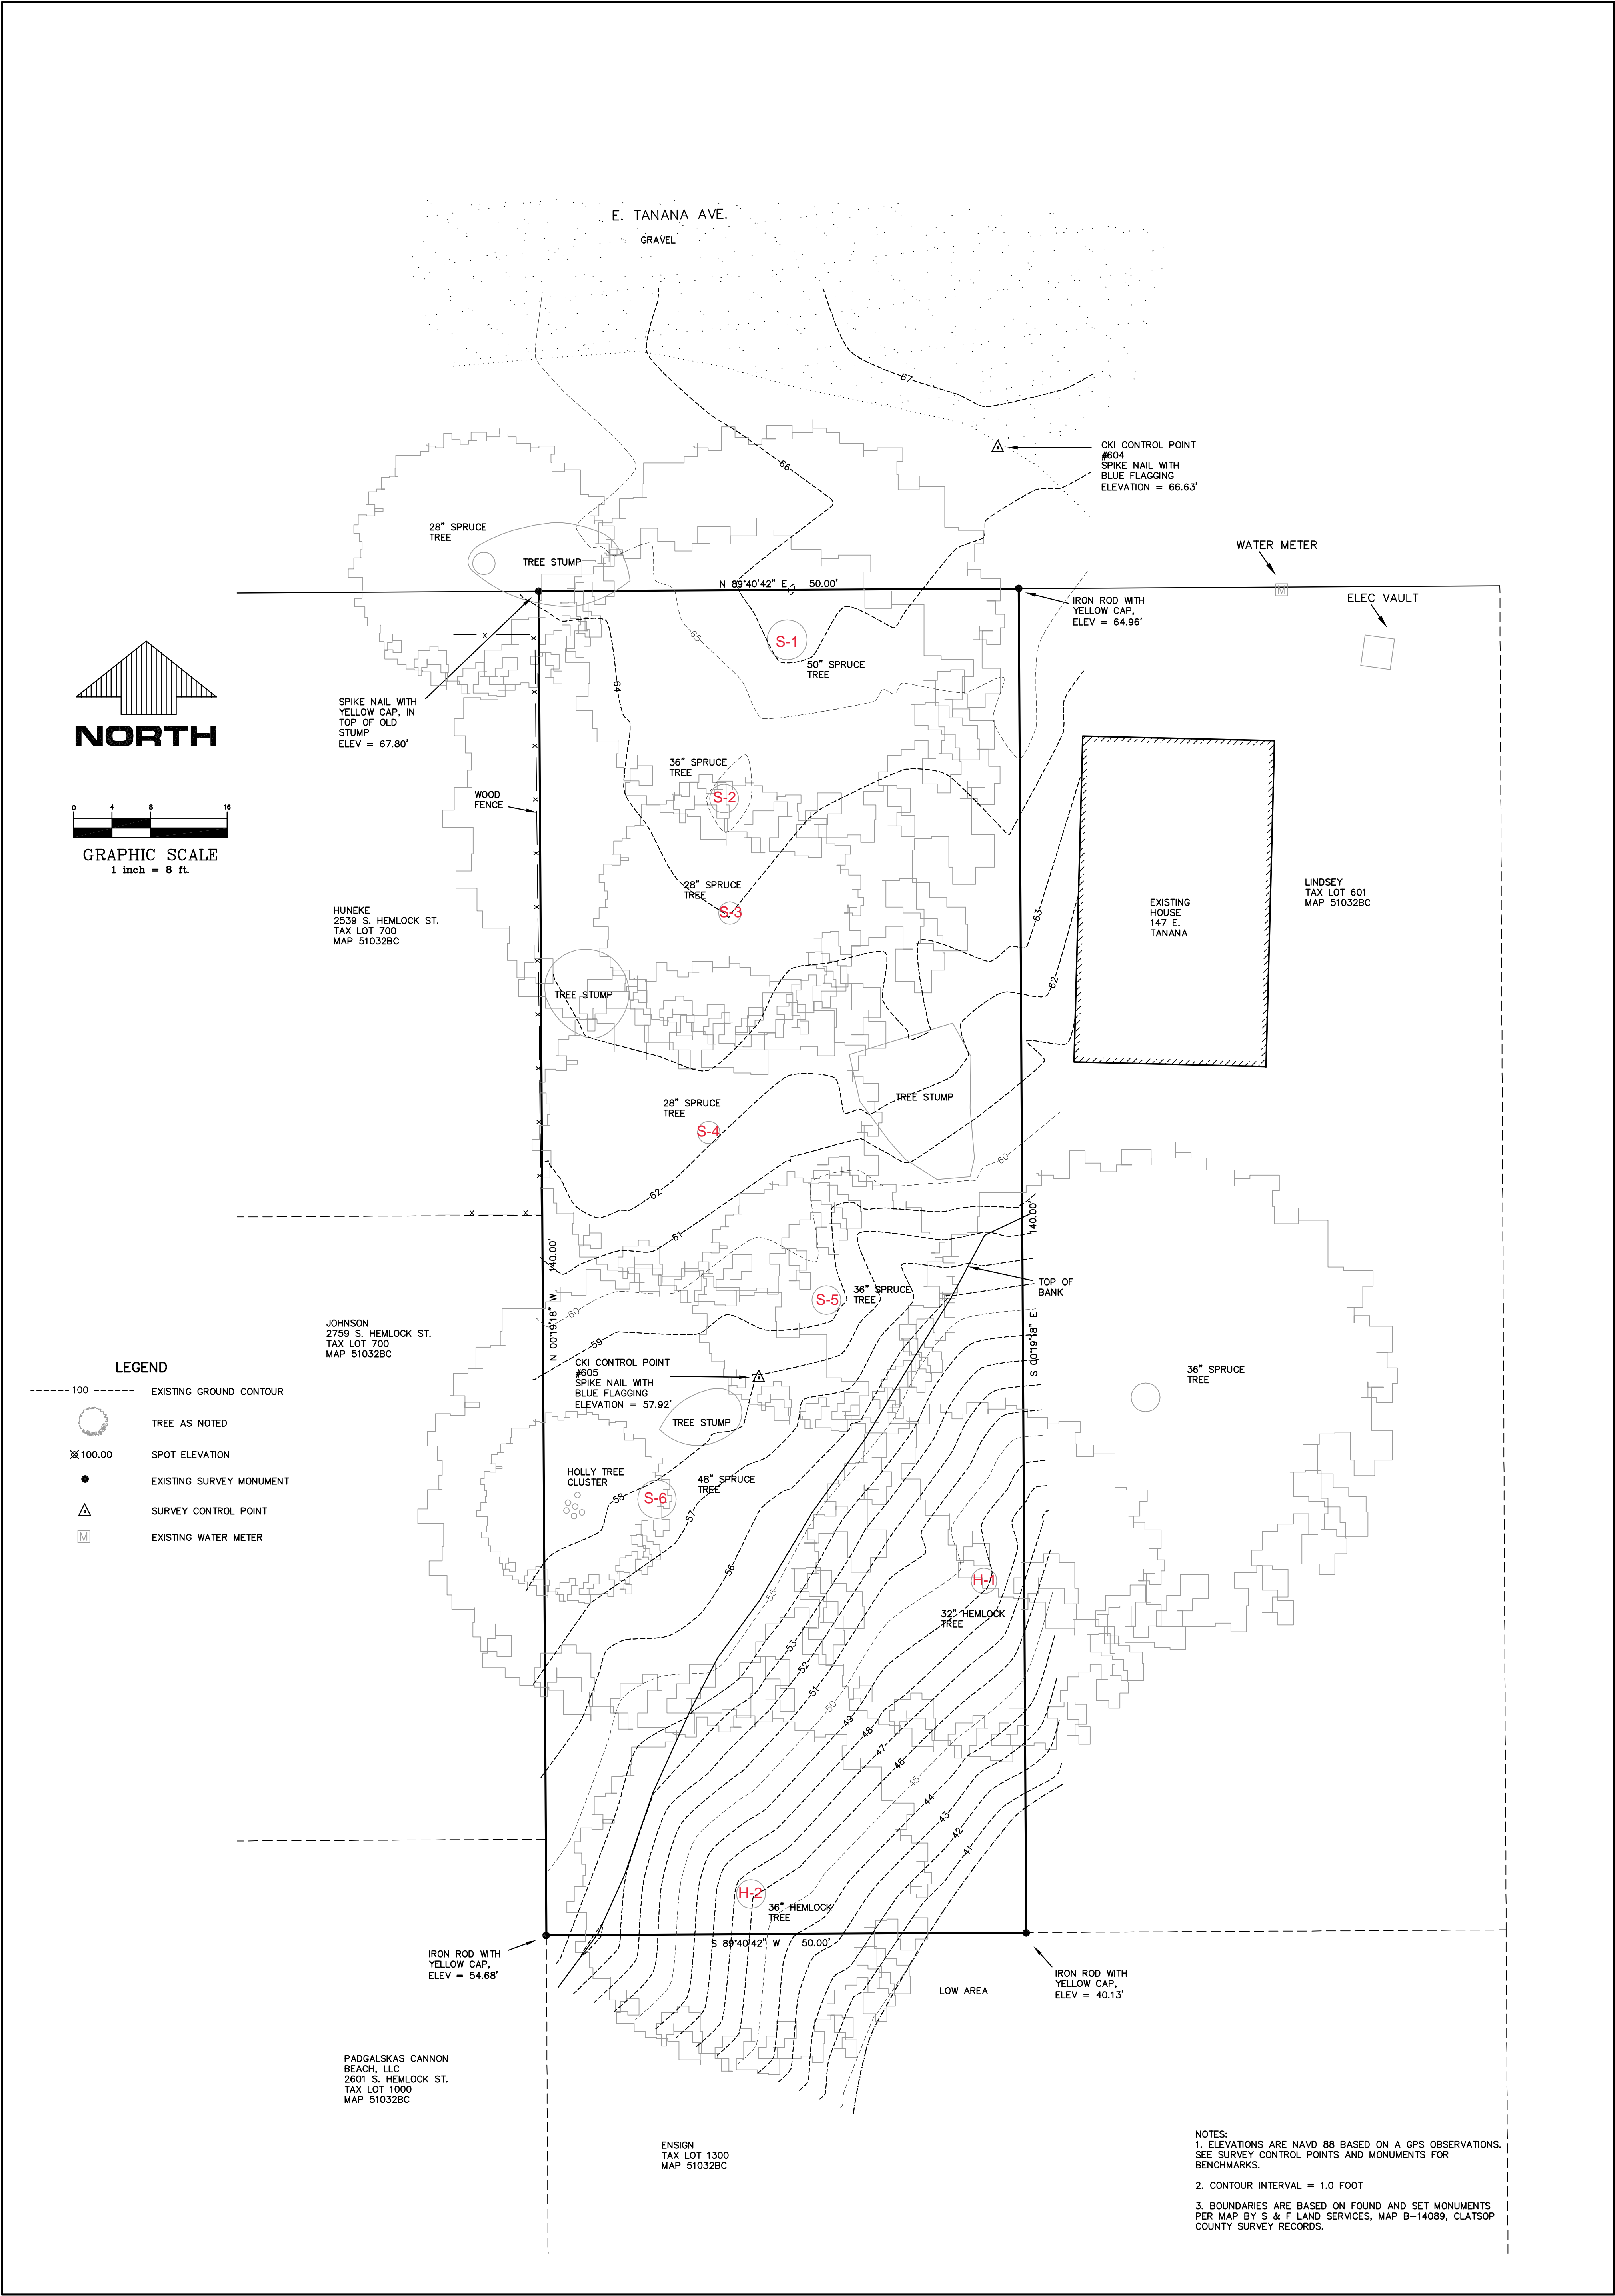 E. TANANA AVE.
GRAVEL
67
66
CKI CONTROL POINT
#604
SPIKE NAIL WITH
BLUE FLAGGING
ELEVATION = 66.63'
28" SPRUCE
TREE
TREE STUMP
WATER METER
M
ELEC VAULT
N 89°40'42" E 50.00'
IRON ROD WITH
YELLOW CAP,
ELEV = 64.96'
65
S-1
50" SPRUCE
TREE
64
x
NORTH
SPIKE NAIL WITH
YELLOW CAP, IN
TOP OF OLD
STUMP
ELEV = 67.80'
36" SPRUCE
TREE
S-2
WOOD
FENCE
0 4 8 16
GRAPHIC SCALE
1 inch = 8 ft.
28" SPRUCE
TREE
S-3
63
EXISTING
HOUSE
147 E.
TANANA
LINDSEY
TAX LOT 601
MAP 51032BC
HUNEKE
2539 S. HEMLOCK ST.
TAX LOT 700
MAP 51032BC
62
TREE STUMP
TREE STUMP
28" SPRUCE
TREE
S-4
60
62
61
140.00'
N 00°19'18" W
140.00'
S 00°19'18" E
TOP OF
BANK
36" SPRUCE
TREE
S-5
60
59
JOHNSON
2759 S. HEMLOCK ST.
TAX LOT 700
MAP 51032BC
CKI CONTROL POINT
#605
SPIKE NAIL WITH
BLUE FLAGGING
ELEVATION = 57.92'
36" SPRUCE
TREE
TREE STUMP
LEGEND
100 EXISTING GROUND CONTOUR
TREE AS NOTED
100.00 SPOT ELEVATION
EXISTING SURVEY MONUMENT
SURVEY CONTROL POINT
M EXISTING WATER METER
HOLLY TREE
CLUSTER
48" SPRUCE
TREE
S-6
58
57
56
55
H-1
32" HEMLOCK
TREE
53
52
51
50
49
48
47
46
45
44
43
42
41
H-2
36" HEMLOCK
TREE
S 89°40'42" W 50.00'
IRON ROD WITH
YELLOW CAP,
ELEV = 54.68'
IRON ROD WITH
YELLOW CAP,
ELEV = 40.13'
LOW AREA
PADGALSKAS CANNON
BEACH, LLC
2601 S. HEMLOCK ST.
TAX LOT 1000
MAP 51032BC
ENSIGN
TAX LOT 1300
MAP 51032BC
NOTES:
1. ELEVATIONS ARE NAVD 88 BASED ON A GPS OBSERVATIONS.
SEE SURVEY CONTROL POINTS AND MONUMENTS FOR
BENCHMARKS.
2. CONTOUR INTERVAL = 1.0 FOOT
3. BOUNDARIES ARE BASED ON FOUND AND SET MONUMENTS
PER MAP BY S & F LAND SERVICES, MAP B-14089, CLATSOP
COUNTY SURVEY RECORDS.